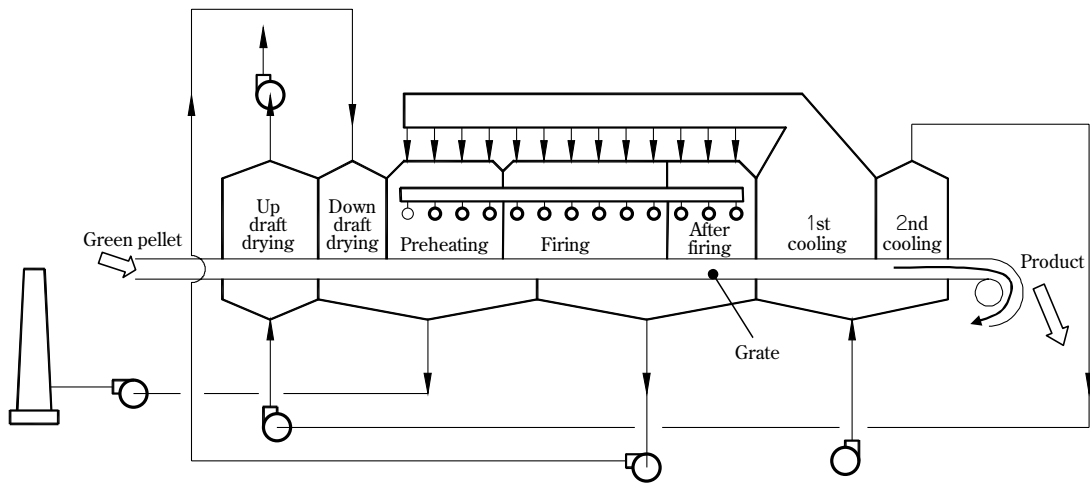 Green pellet
Up
draft
drying
Down
draft
drying
Preheating
Firing
After
firing
1st
cooling
2nd
cooling
Product
Grate